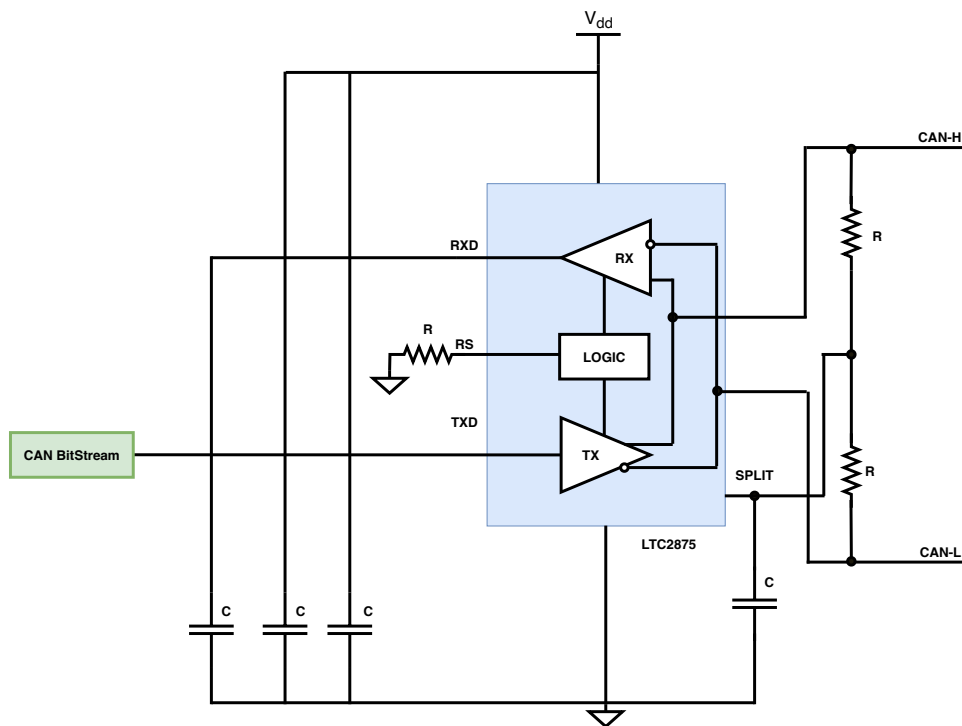 Vdd
CAN-H
RXD
RX
R
R
RS
LOGIC
TXD
CAN BitStream
TX
SPLIT
R
LTC2875
CAN-L
C
C
C
C